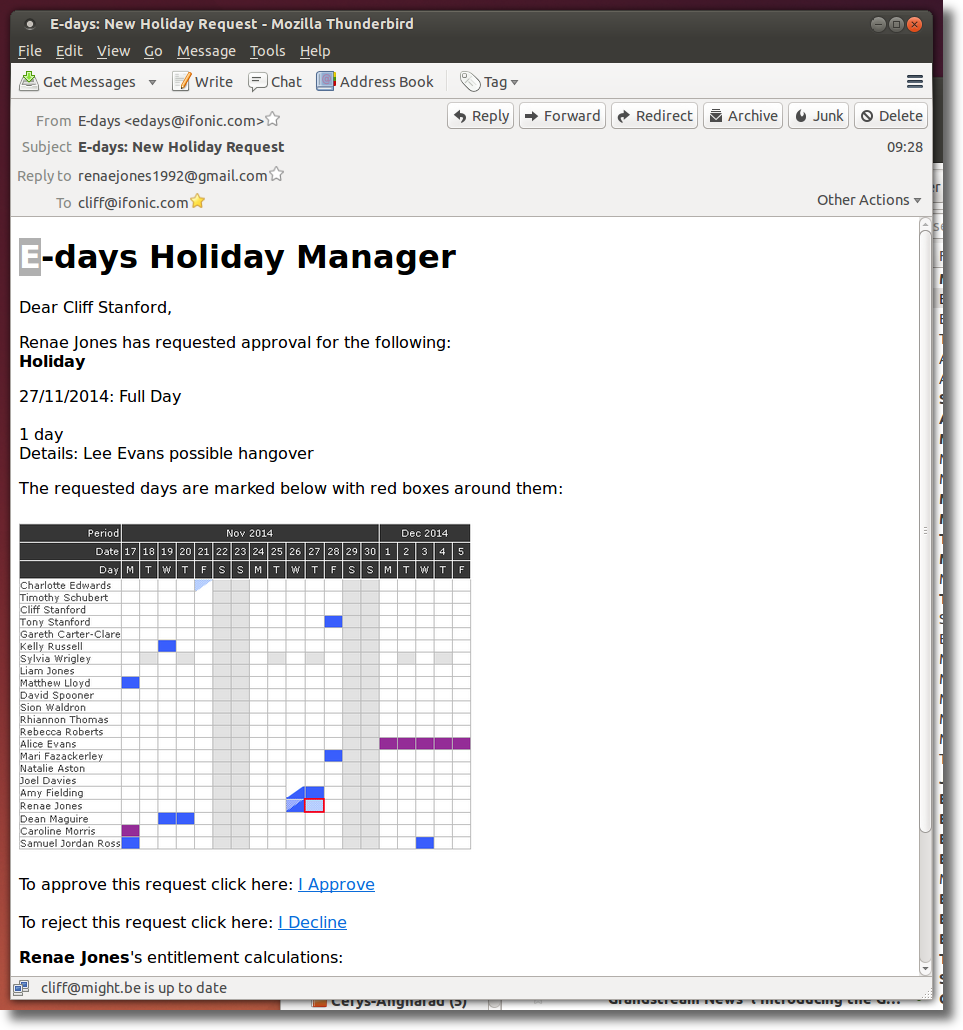 E-days: New Holiday Request - Mozilla Thunderbird
File Edit View Go Message Tools Help
Get Messages Write Chat Address Book Tag
From E-days <edays@ifonic.com> Reply Forward Redirect Archive Junk Delete
Subject E-days: New Holiday Request 09:28
Reply to renaejones1992@gmail.com
To cliff@ifonic.com Other Actions
E-days Holiday Manager
Dear Cliff Stanford,
Renae Jones has requested approval for the following:
Holiday
27/11/2014: Full Day
1 day
Details: Lee Evans possible hangover
The requested days are marked below with red boxes around them:
Period Nov 2014 Dec 2014
Date 17 18 19 20 21 22 23 24 25 26 27 28 29 30 1 2 3 4 5
Day M T W T F S S M T W T F S S M T W T F
Charlotte Edwards
Timothy Schubert
Cliff Stanford
Tony Stanford
Gareth Carter-Clare
Kelly Russell
Sylvia Wrigley
Liam Jones
Matthew Lloyd
David Spooner
Sion Waldron
Rhiannon Thomas
Rebecca Roberts
Alice Evans
Mari Fazackerley
Natalie Aston
Joel Davies
Amy Fielding
Renae Jones
Dean Maguire
Caroline Morris
Samuel Jordan Ross
To approve this request click here: I Approve
To reject this request click here: I Decline
Renae Jones's entitlement calculations:
cliff@might.be is up to date
Cerys-Angharad (5)